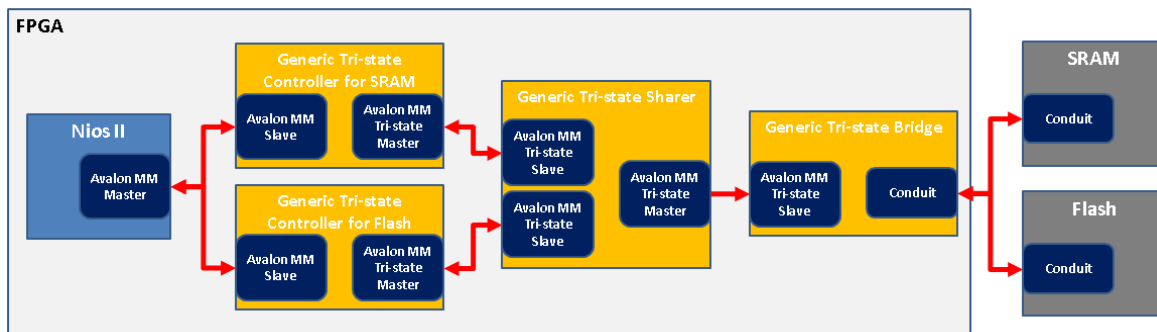 FPGA
Nios II
Avalon MM
Master
Generic Tri-state
Controller for SRAM
Avalon MM
Slave
Avalon MM
Tri-state
Master
Generic Tri-state
Controller for Flash
Avalon MM
Slave
Avalon MM
Tri-state
Master
Generic Tri-state Sharer
Avalon MM
Tri-state
Slave
Avalon MM
Tri-state
Slave
Avalon MM
Tri-state
Master
Generic Tri-state Bridge
Avalon MM
Tri-state
Slave
Conduit
SRAM
Conduit
Flash
Conduit